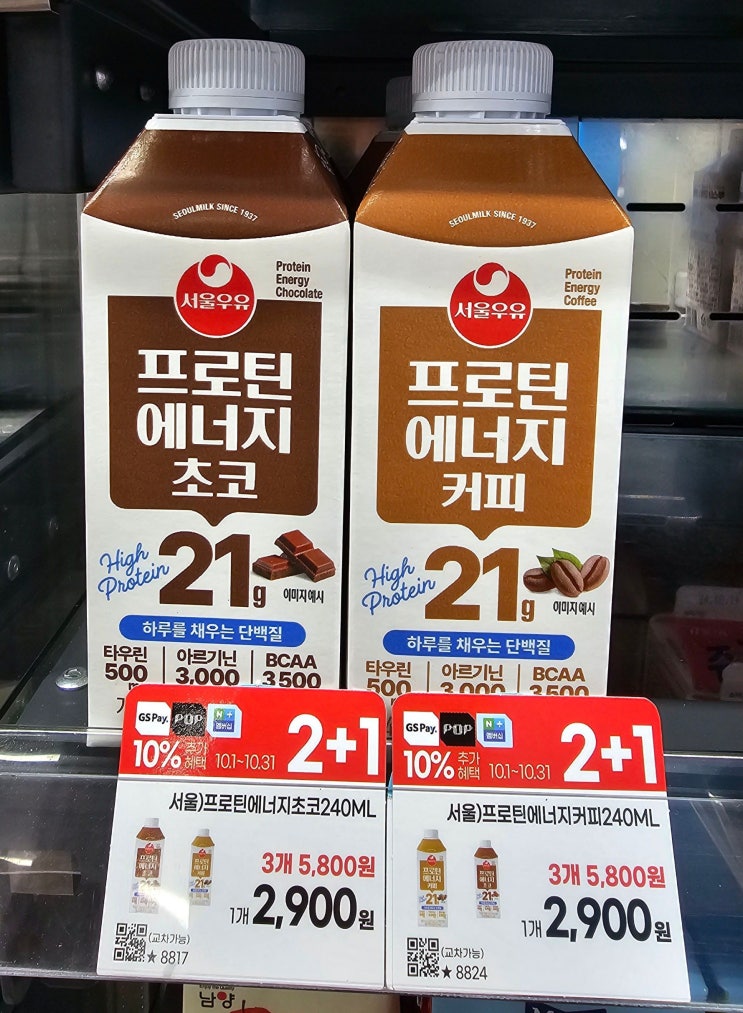 SEOULMILK SINCE 1937
서울우유
Protein
Energy
Chocolate
프로틴
에너지
초코
High
Protein
21g
이미지예시
하루를 채우는 단백질
타우린
500
아르기닌
3,000
BCAA
3,500
SEOULMILK SINCE 1937
서울우유
Protein
Energy
Coffee
프로틴
에너지
커피
High
Protein
21g
이미지예시
하루를 채우는 단백질
타우린
500
아르기닌
3,000
BCAA
3,500
GS Pay. POP N+ 멤버십
10% 추가 혜택 10.1~10.31
2+1
서울)프로틴에너지초코240ML
3개 5,800원
1개 2,900원
(교차가능)
★ 8817
GS Pay. POP N+ 멤버십
10% 추가 혜택 10.1~10.31
2+1
서울)프로틴에너지커피240ML
3개 5,800원
1개 2,900원
(교차가능)
★ 8824
남양